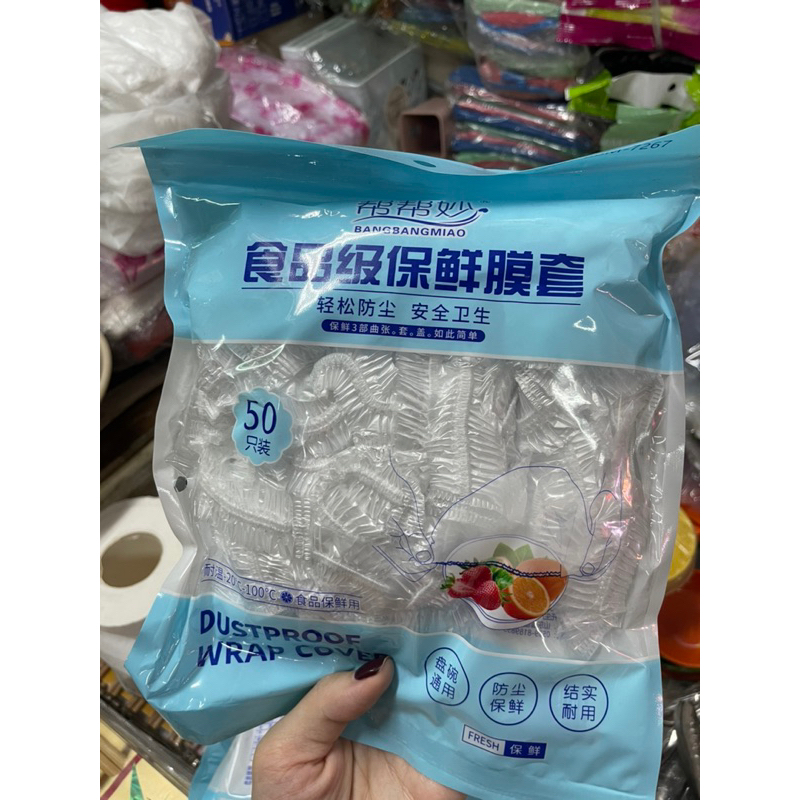 帮帮妙
BANGBANGMIAO
食品级保鲜膜套
轻松防尘 安全卫生
保鲜3部曲张。套。盖。如此简单
50
只装
耐温-20℃-100℃ 食品保鲜用
DUSTPROOF
WRAP COVER
盘碗
通用
防尘
保鲜
结实
耐用
FRESH 保鲜